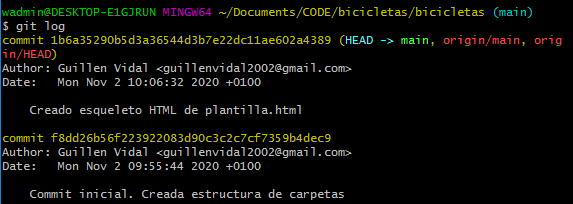 wadmin@DESKTOP-E1GJRUN MINGW64 ~/Documents/CODE/bicicletas/bicicletas (main)
$ git log
commit 1b6a35290b5d3a36544d3b7e22dc11ae602a4389 (HEAD -> main, origin/main, orig
in/HEAD)
Author: Guillen Vidal <guillenvidal2002@gmail.com>
Date:   Mon Nov 2 10:06:32 2020 +0100
    Creado esqueleto HTML de plantilla.html
commit f8dd26b56f223922083d90c3c2c7cf7359b4dec9
Author: Guillen Vidal <guillenvidal2002@gmail.com>
Date:   Mon Nov 2 09:55:44 2020 +0100
    Commit inicial. Creada estructura de carpetas